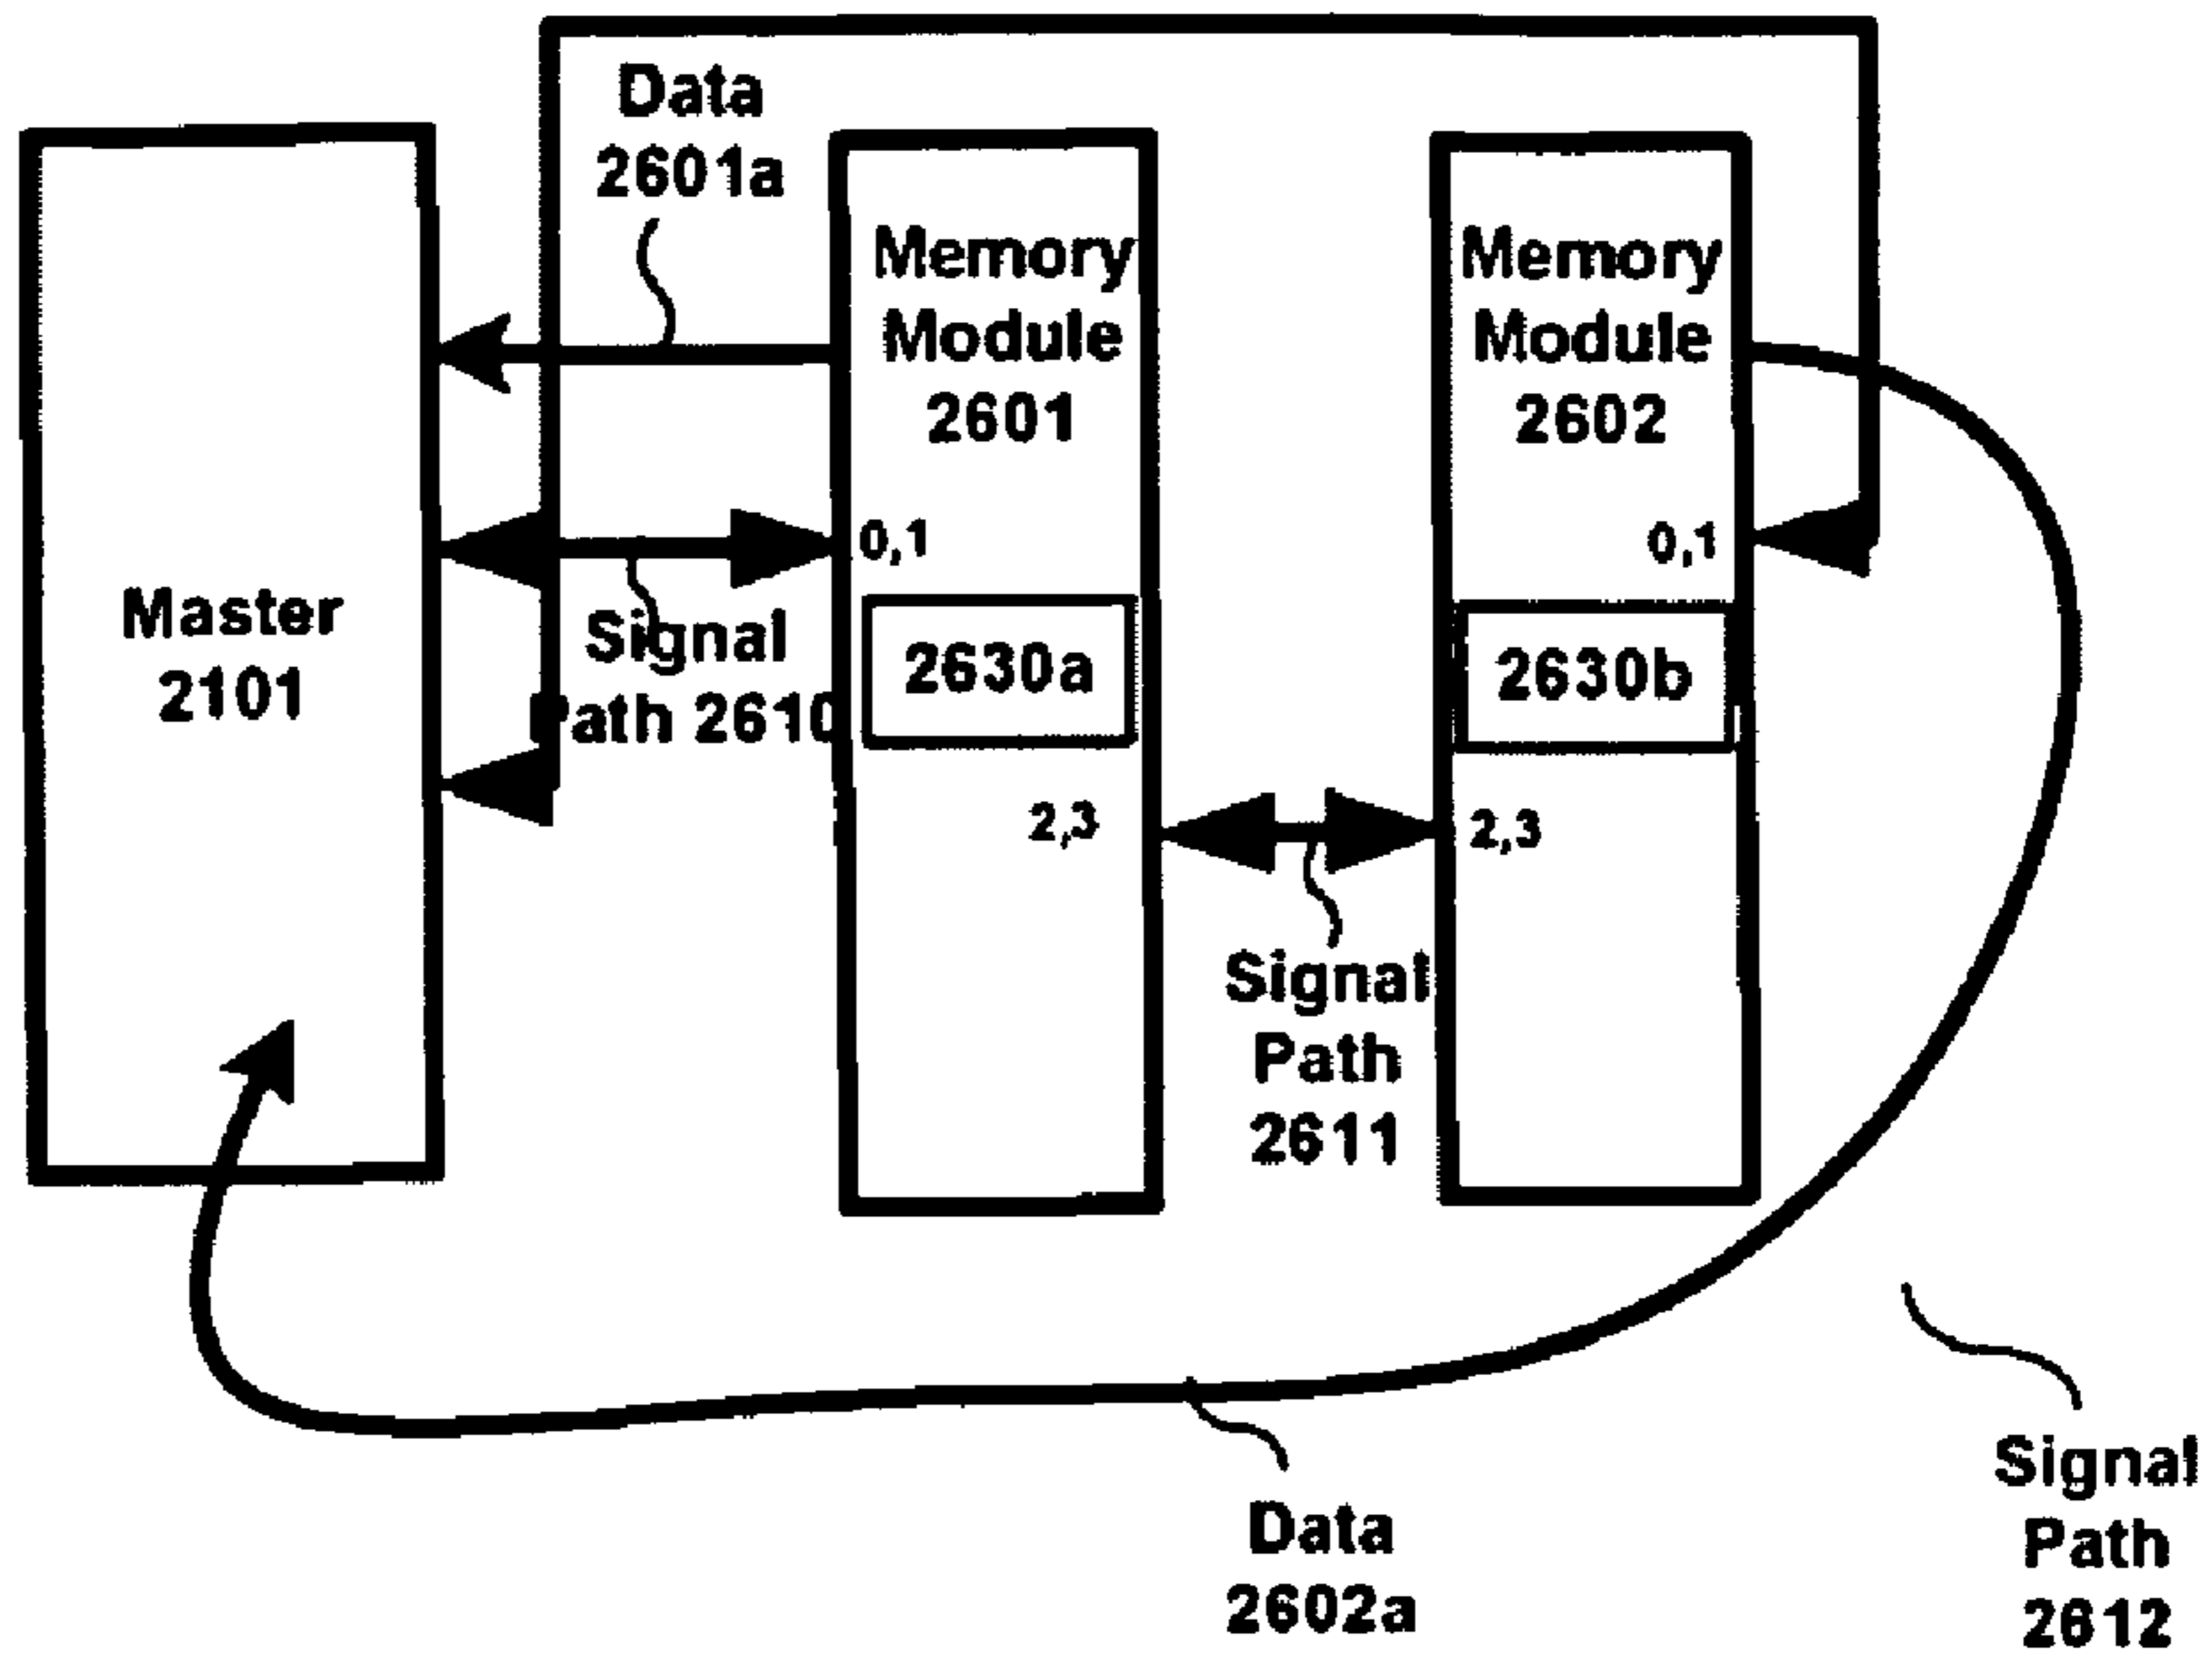 Data
2601a
Memory
Module
2601
Memory
Module
2602
0,1
0,1
Master
2101
Signal
Path 2610
2630a
2630b
2,3
2,3
Signal
Path
2611
Signal
Path
2612
Data
2602a